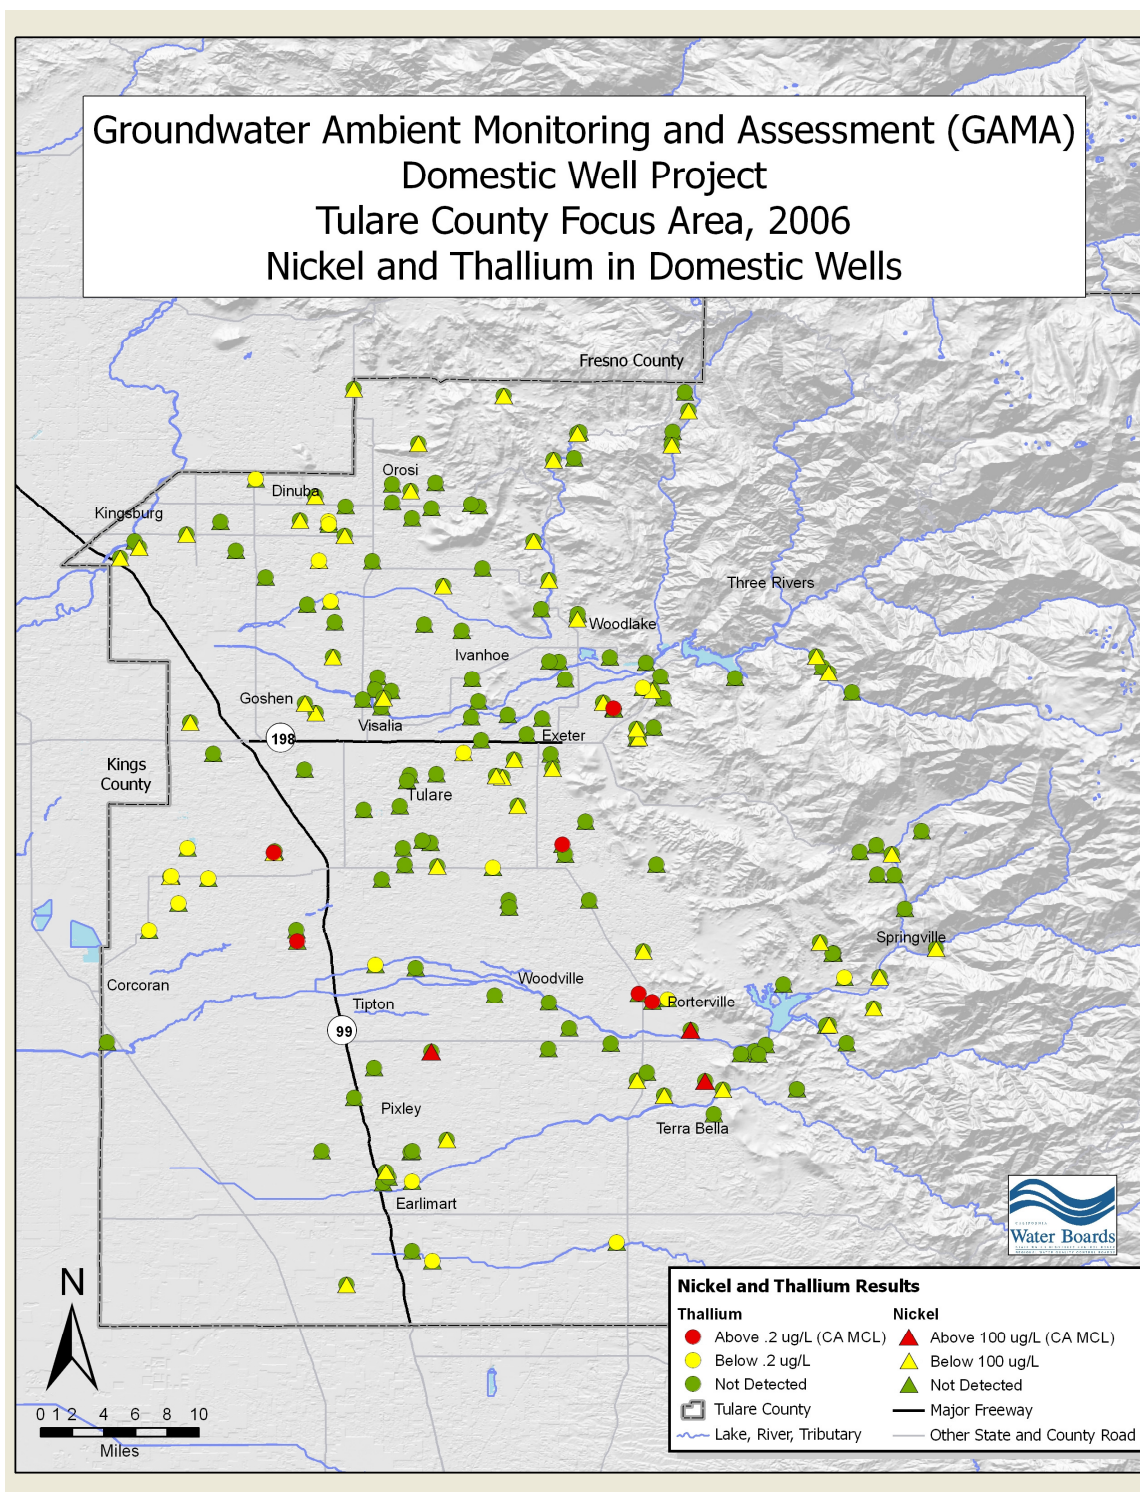 Groundwater Ambient Monitoring and Assessment (GAMA)
Domestic Well Project
Tulare County Focus Area, 2006
Nickel and Thallium in Domestic Wells
Fresno County
Orosi
Dinuba
Kingsburg
Three Rivers
Woodlake
Ivanhoe
Goshen
Visalia
198
Exeter
Kings
County
Tulare
Springville
Corcoran
Woodville
Tipton
Porterville
99
Pixley
Terra Bella
Earlimart
CALIFORNIA
Water Boards
N
0 1 2 4 6 8 10
Miles
Nickel and Thallium Results
Thallium
Above .2 ug/L (CA MCL)
Below .2 ug/L
Not Detected
Tulare County
Lake, River, Tributary
Nickel
Above 100 ug/L (CA MCL)
Below 100 ug/L
Not Detected
Major Freeway
Other State and County Road